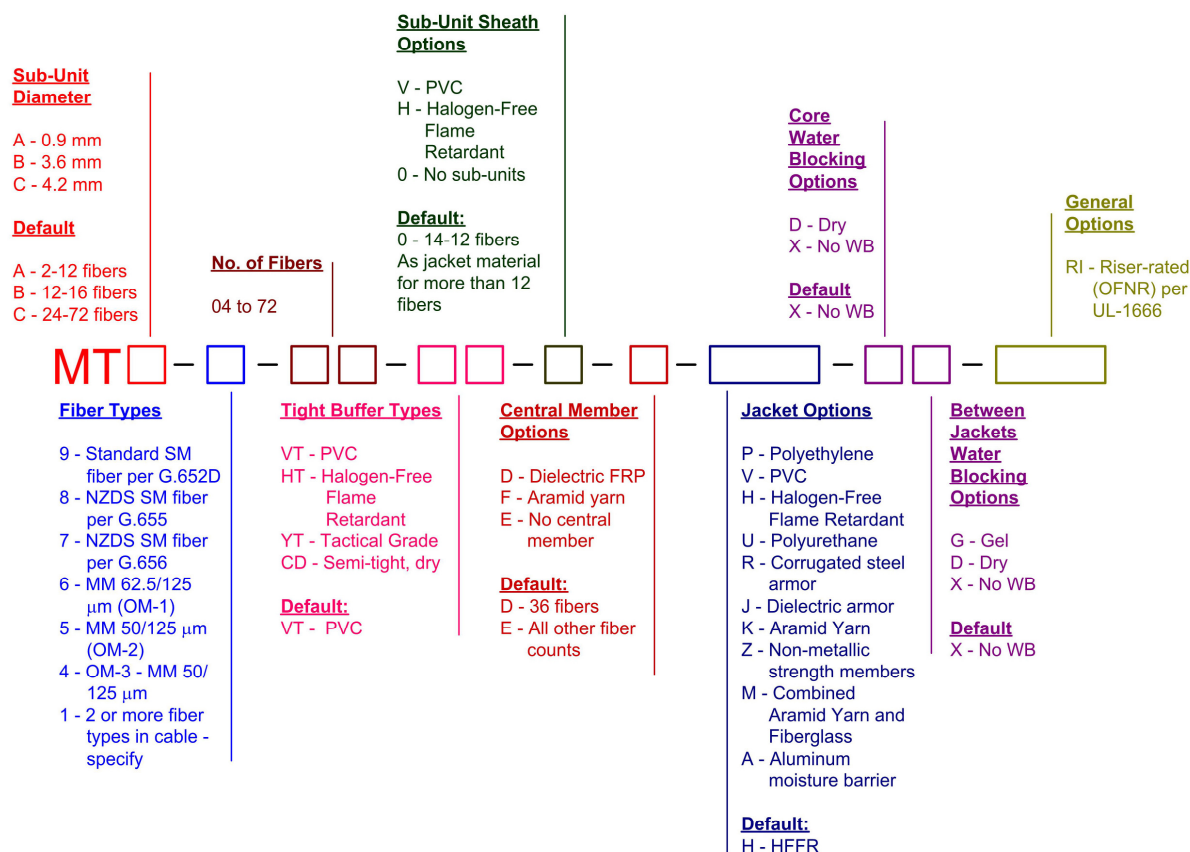 Sub-Unit Sheath
Options
V - PVC
H - Halogen-Free
Flame
Retardant
0 - No sub-units
Default:
0 - 14-12 fibers
As jacket material
for more than 12
fibers
Sub-Unit
Diameter
A - 0.9 mm
B - 3.6 mm
C - 4.2 mm
Default
A - 2-12 fibers
B - 12-16 fibers
C - 24-72 fibers
No. of Fibers
04 to 72
Core
Water
Blocking
Options
D - Dry
X - No WB
Default
X - No WB
General
Options
RI - Riser-rated
(OFNR) per
UL-1666
MT - - - - - - - -
Fiber Types
9 - Standard SM
fiber per G.652D
8 - NZDS SM fiber
per G.655
7 - NZDS SM fiber
per G.656
6 - MM 62.5/125
μm (OM-1)
5 - MM 50/125 μm
(OM-2)
4 - OM-3 - MM 50/
125 μm
1 - 2 or more fiber
types in cable -
specify
Tight Buffer Types
VT - PVC
HT - Halogen-Free
Flame
Retardant
YT - Tactical Grade
CD - Semi-tight, dry
Default:
VT - PVC
Central Member
Options
D - Dielectric FRP
F - Aramid yarn
E - No central
member
Default:
D - 36 fibers
E - All other fiber
counts
Jacket Options
P - Polyethylene
V - PVC
H - Halogen-Free
Flame Retardant
U - Polyurethane
R - Corrugated steel
armor
J - Dielectric armor
K - Aramid Yarn
Z - Non-metallic
strength members
M - Combined
Aramid Yarn and
Fiberglass
A - Aluminum
moisture barrier
Default:
H - HFFR
Between
Jackets
Water
Blocking
Options
G - Gel
D - Dry
X - No WB
Default
X - No WB